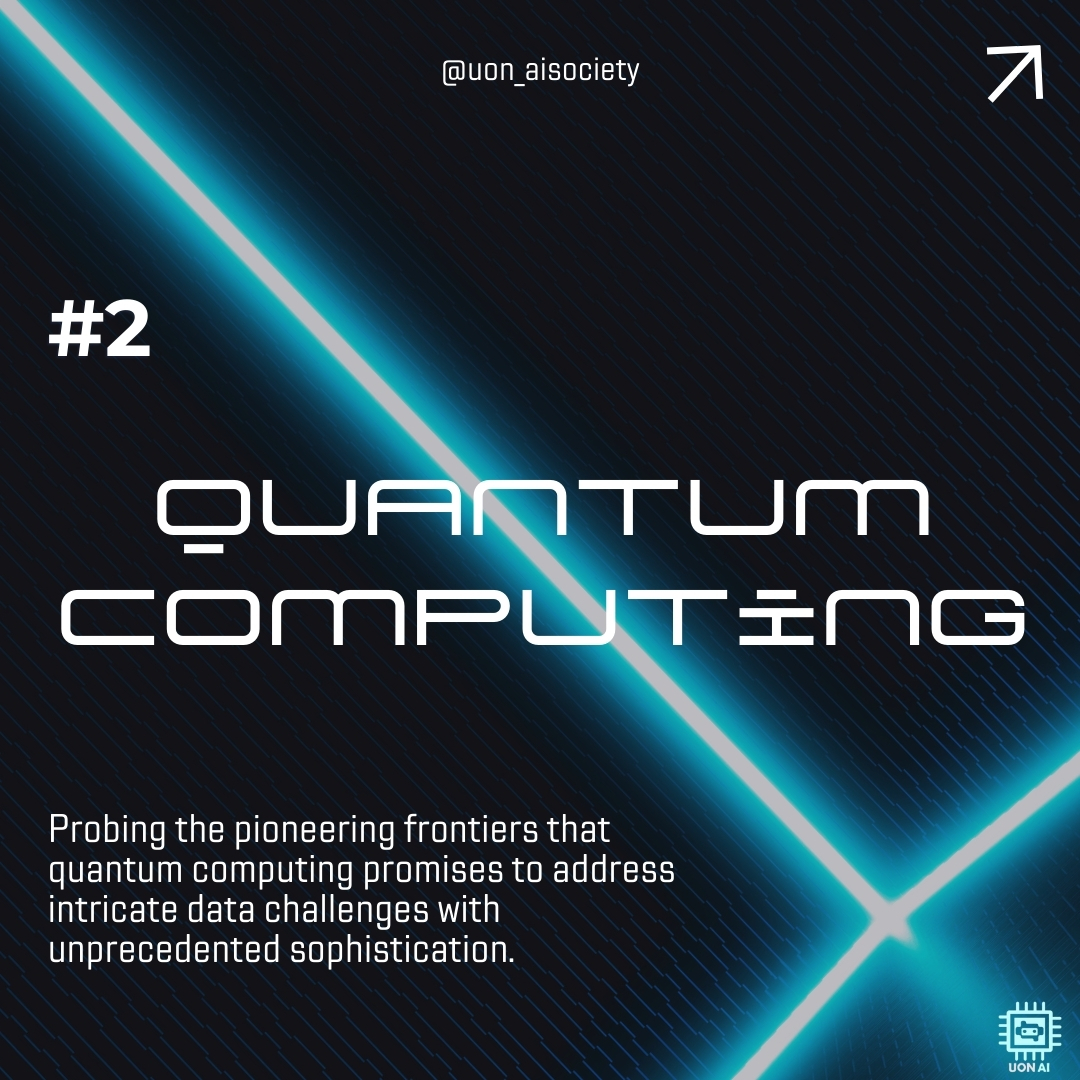 @uon_aisociety
#2
QUANTUM
COMPUTING
Probing the pioneering frontiers that
quantum computing promises to address
intricate data challenges with
unprecedented sophistication.
UON AI